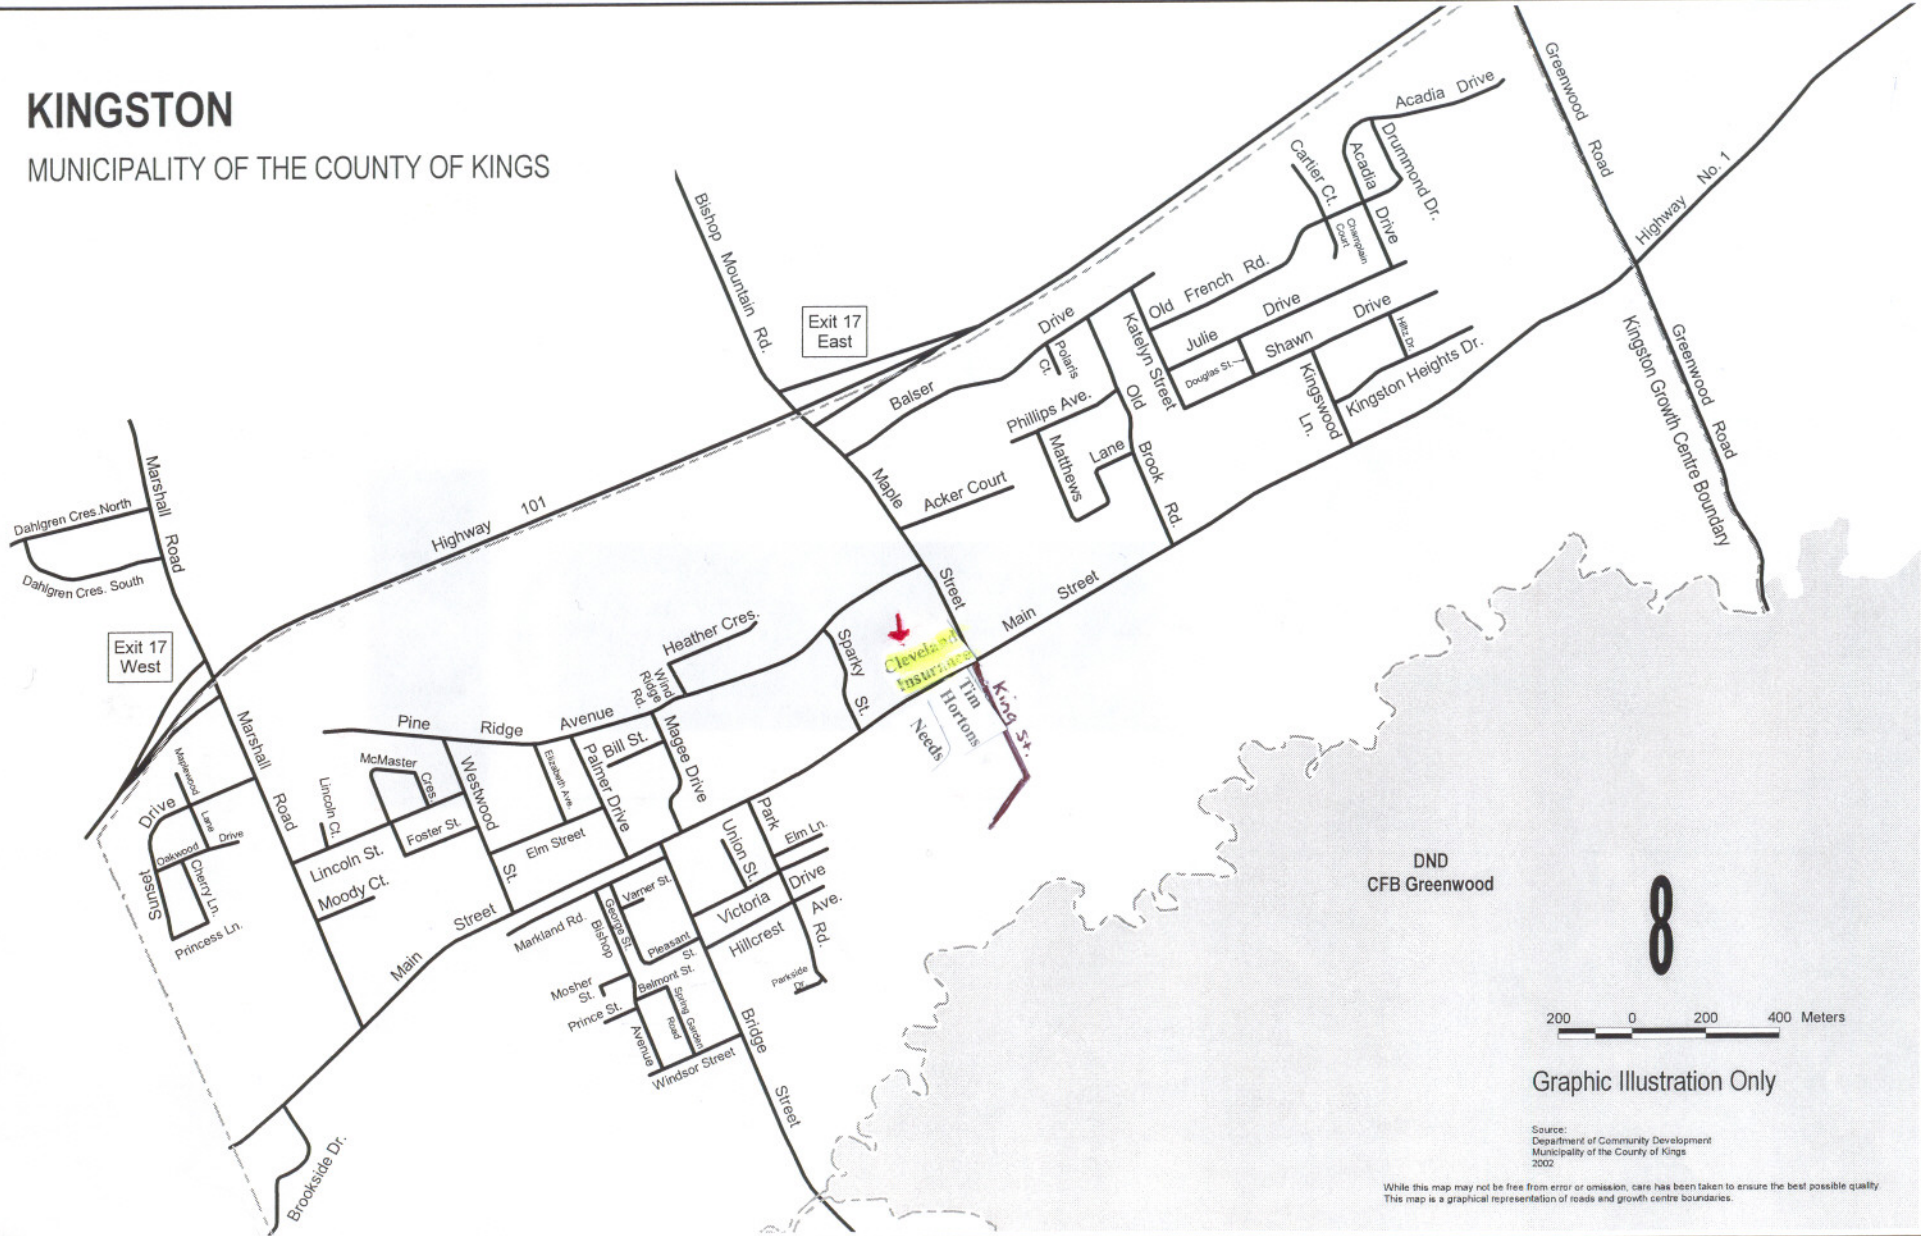 KINGSTON
MUNICIPALITY OF THE COUNTY OF KINGS
Greenwood Road
Acadia Drive
Drummond Dr.
Cartier Ct.
Acadia Drive
Champlain Court
Highway No. 1
Bishop Mountain Rd.
Exit 17
East
Old French Rd.
Julie Drive
Shawn Drive
Hiltz Dr.
Douglas St.
Katelyn Street
Kingswood Ln.
Kingston Heights Dr.
Balser Drive
Polaris Ct.
Phillips Ave.
Old Brook Rd.
Matthews Lane
Kingston Growth Centre Boundary
Greenwood Road
Maple Street
Acker Court
Main Street
Highway 101
Marshall Road
Dahlgren Cres.North
Dahlgren Cres. South
Exit 17
West
Heather Cres.
Wind Ridge Rd.
Sparky St.
Cleveland
Insurance
Tim
Hortons
Needs
King St.
Pine Ridge Avenue
Bill St.
Magee Drive
Palmer Drive
Elizabeth Ave.
McMaster Cres.
Westwood St.
Marshall Road
Maplewood Lane
Sunset Drive
Oakwood Drive
Cherry Ln.
Princess Ln.
Lincoln Ct.
Lincoln St.
Foster St.
Elm Street
Moody Ct.
Main Street
Park Rd.
Union St.
Elm Ln.
Victoria Drive
Hillcrest Ave.
Parkside Dr.
Varner St.
George St.
Markland Rd.
Bishop Avenue
Pleasant St.
Belmont St.
Mosher St.
Prince St.
Spring Garden Road
Windsor Street
Bridge Street
Brookside Dr.
DND
CFB Greenwood
8
200 0 200 400 Meters
Graphic Illustration Only
Source:
Department of Community Development
Municipality of the County of Kings
2002
While this map may not be free from error or omission, care has been taken to ensure the best possible quality.
This map is a graphical representation of roads and growth centre boundaries.